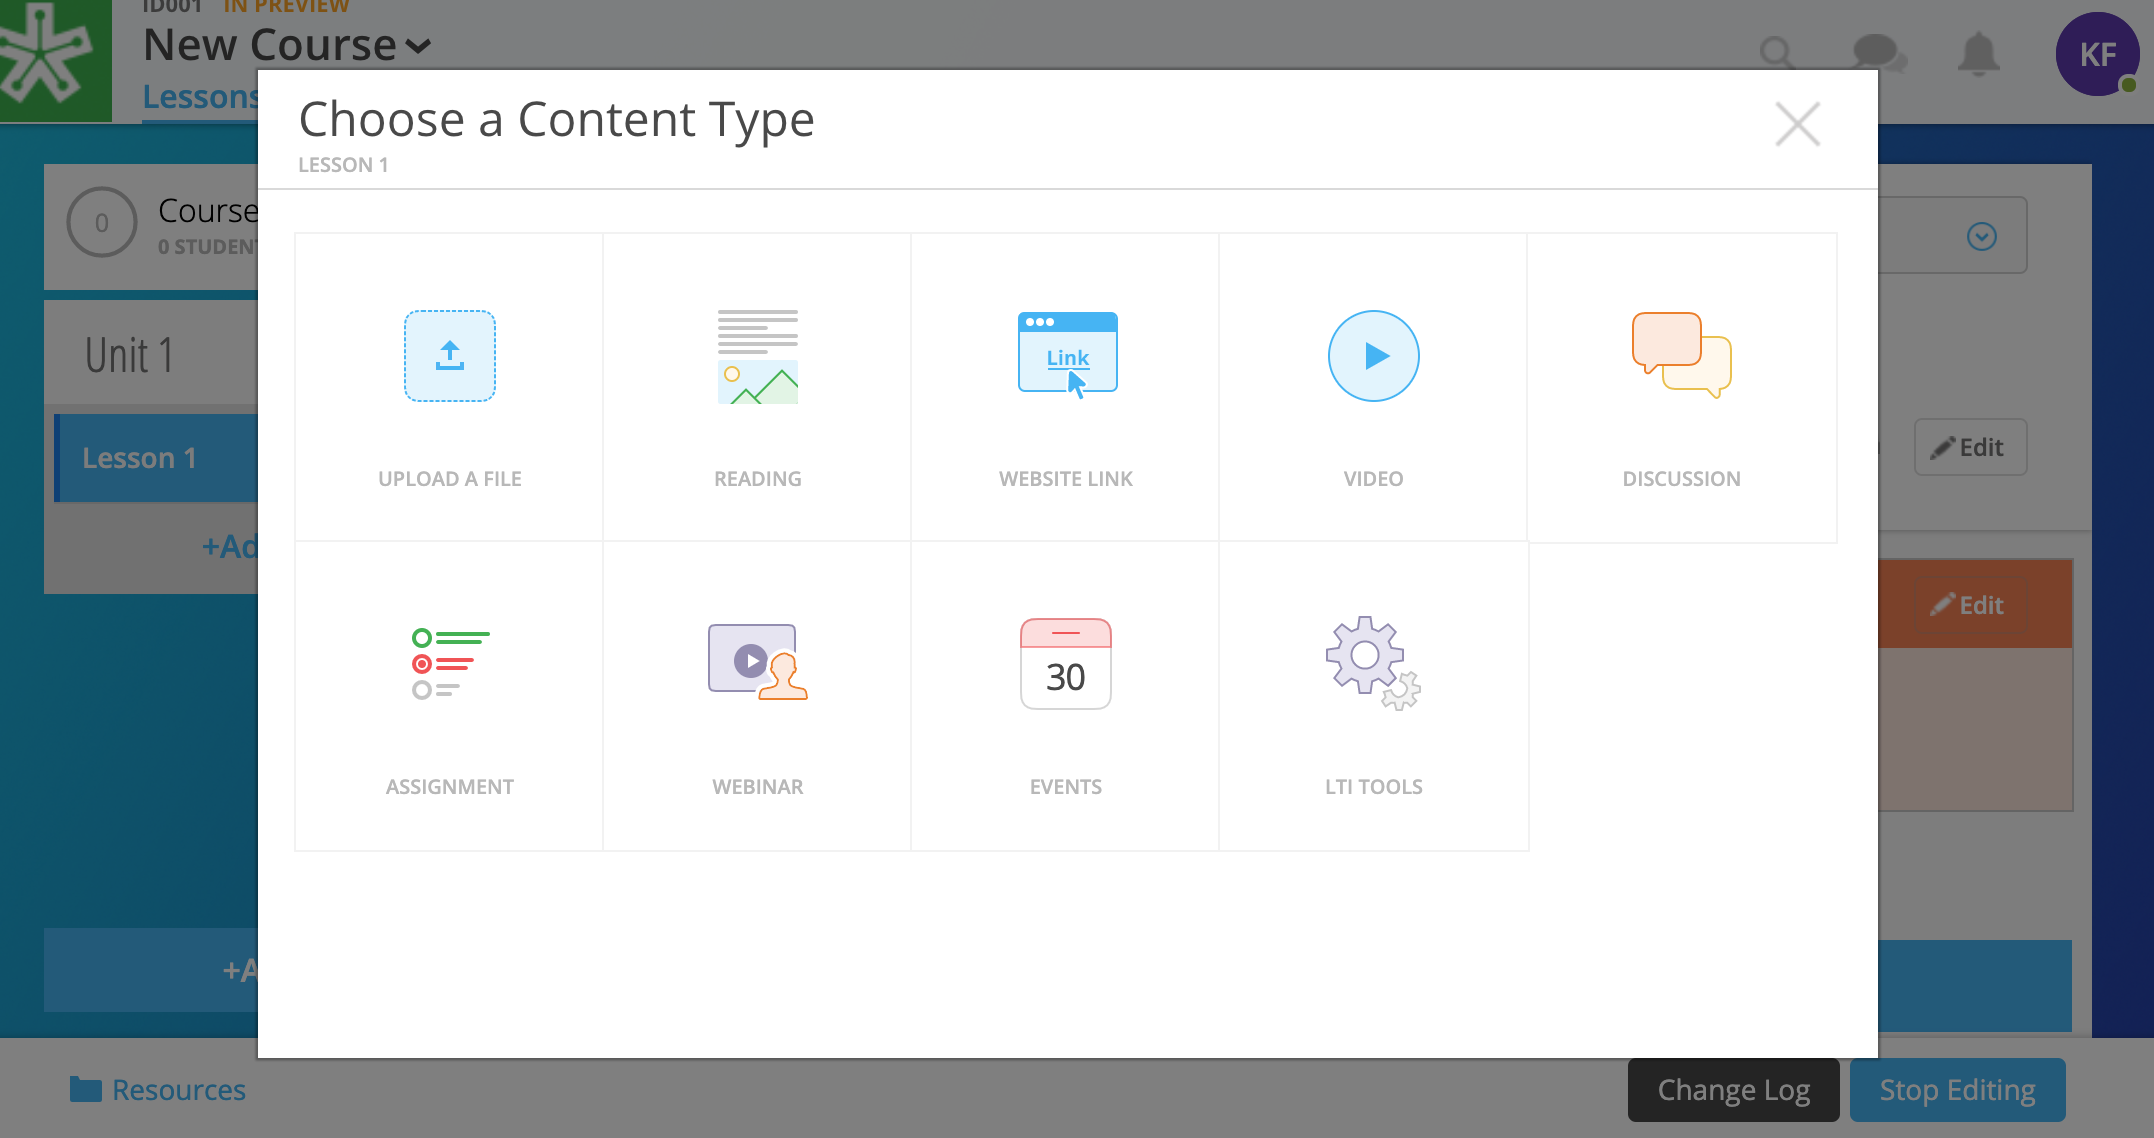 ID001 IN PREVIEW
New Course
KF
Lessons
Choose a Content Type
LESSON 1
0
Course
0 STUDENT
Unit 1
Lesson 1
+Ad
+A
Link
UPLOAD A FILE
READING
WEBSITE LINK
VIDEO
DISCUSSION
30
ASSIGNMENT
WEBINAR
EVENTS
LTI TOOLS
Edit
Edit
Resources
Change Log
Stop Editing